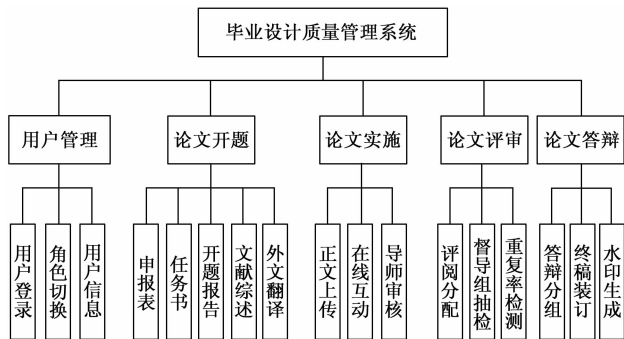 毕业设计质量管理系统
用户管理
论文开题
论文实施
论文评审
论文答辩
用户登录
角色切换
用户信息
申报表
任务书
开题报告
文献综述
外文翻译
正文上传
在线互动
导师审核
评阅分配
督导组抽检
重复率检测
答辩分组
终稿装订
水印生成